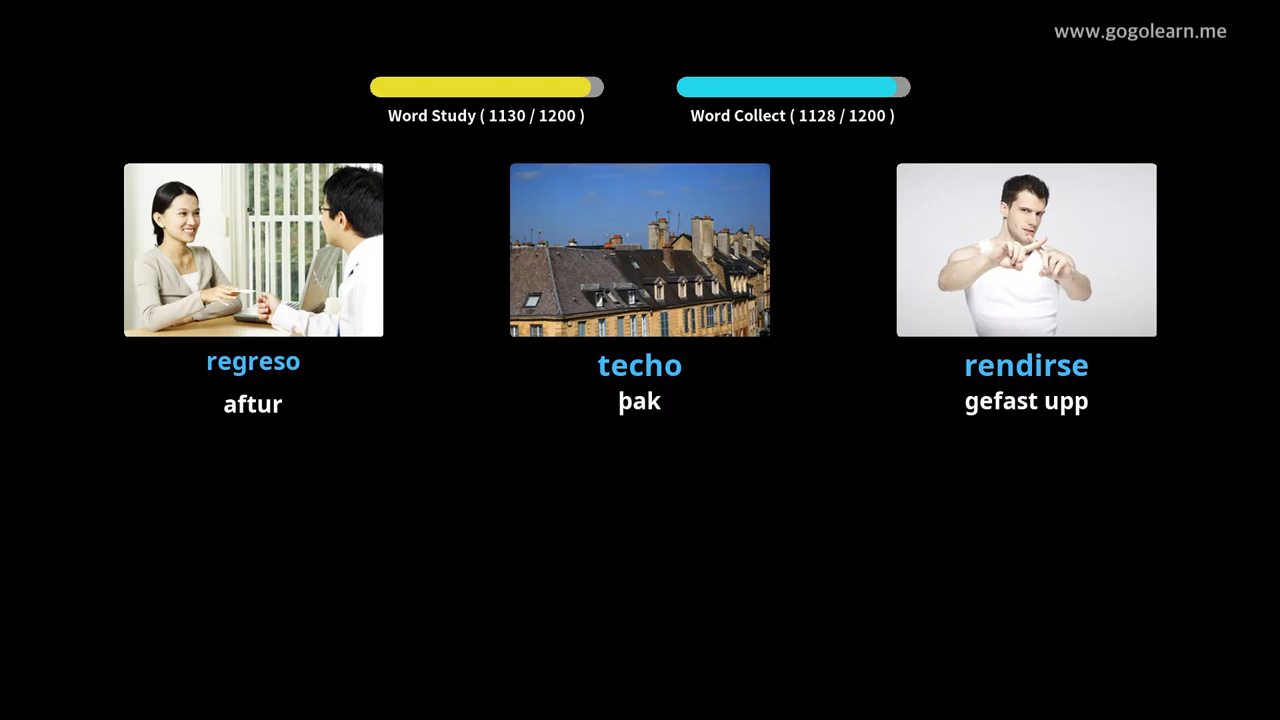 www.gogolearn.me
Word Study ( 1130 / 1200 )
Word Collect ( 1128 / 1200 )
regreso
aftur
techo
þak
rendirse
gefast upp